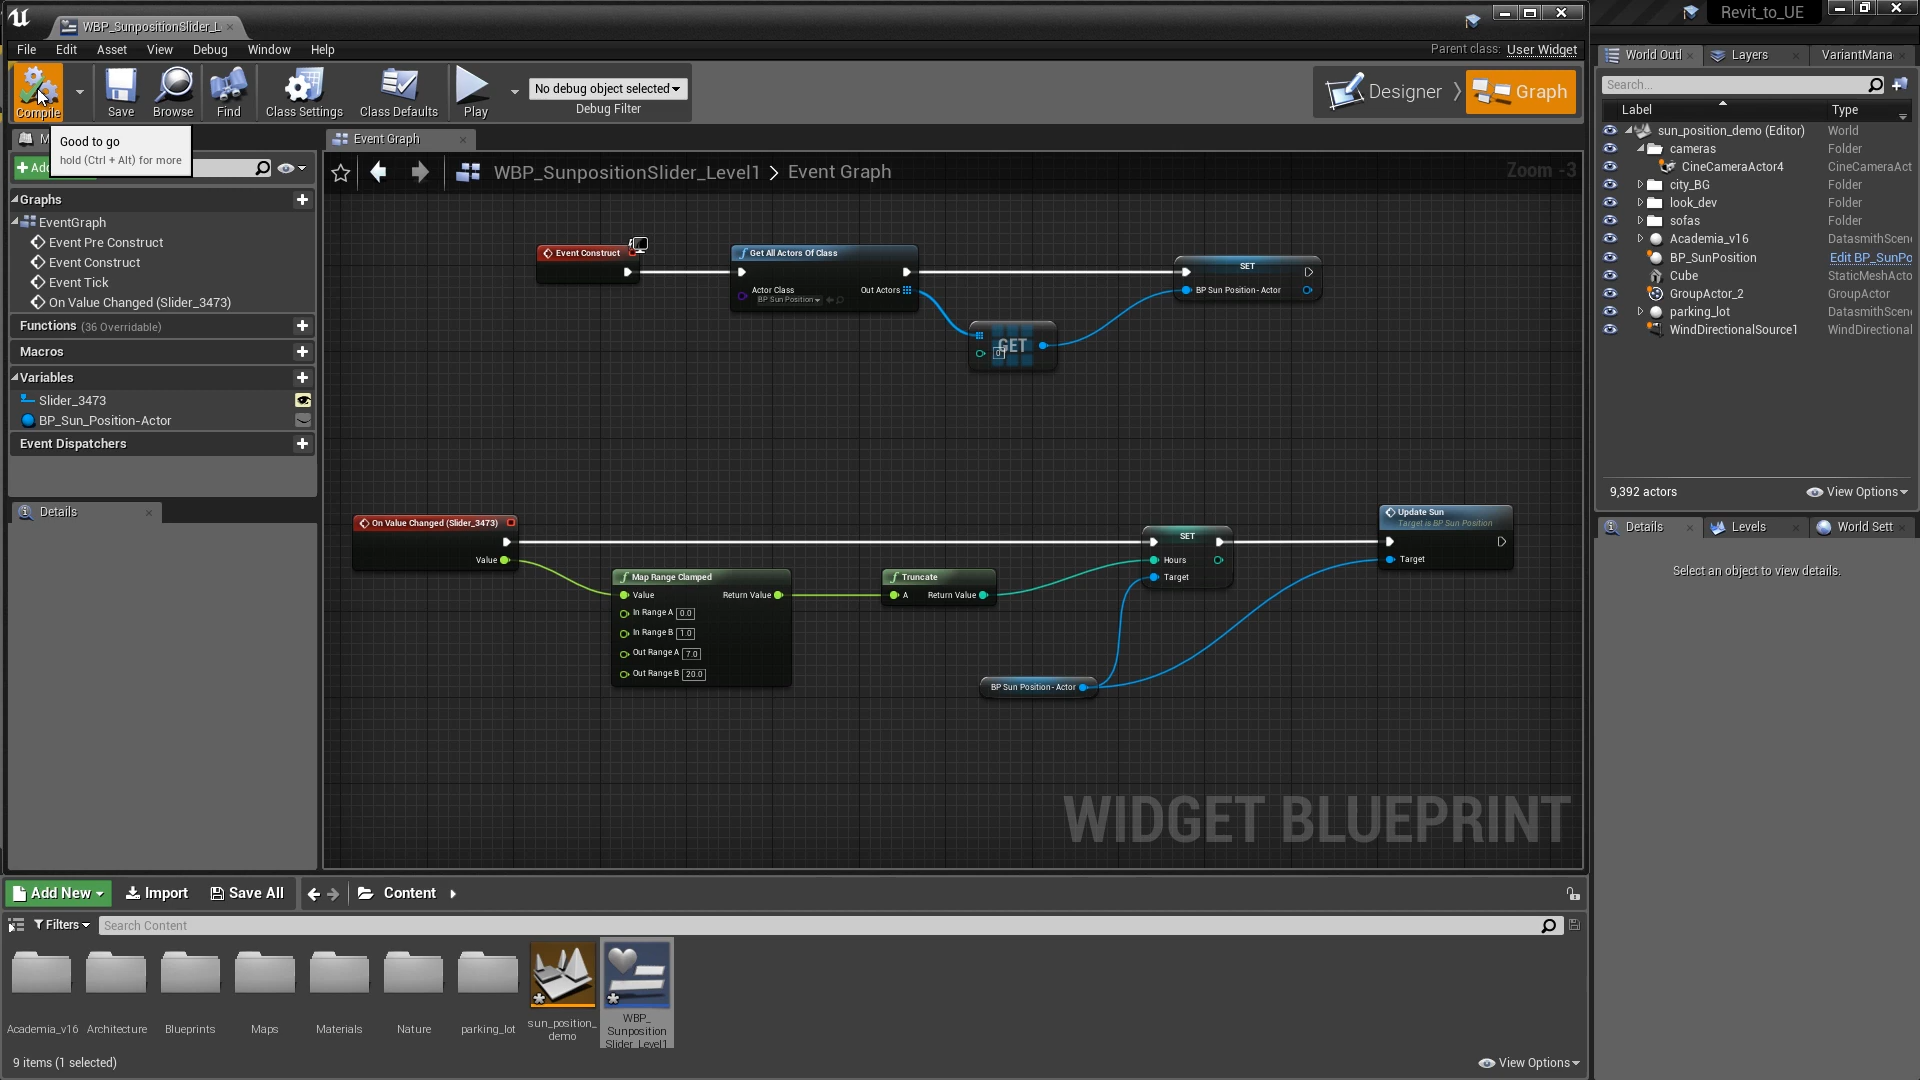 WBP_SunpositionSlider_L
Revit_to_UE
File Edit Asset View Debug Window Help
Parent class: User Widget
Compile
Save
Browse
Find
Class Settings
Class Defaults
Play
No debug object selected
Debug Filter
Designer
Graph
Good to go
hold (Ctrl + Alt) for more
Event Graph
WBP_SunpositionSlider_Level1 > Event Graph
Zoom -3
Graphs
EventGraph
Event Pre Construct
Event Construct
Event Tick
On Value Changed (Slider_3473)
Functions (36 Overridable)
Macros
Variables
Slider_3473
BP_Sun_Position-Actor
Event Dispatchers
Details
Event Construct
Get All Actors Of Class
Actor Class
BP Sun Position
Out Actors
GET
0
SET
BP Sun Position-Actor
On Value Changed (Slider_3473)
Value
Map Range Clamped
Value
Return Value
In Range A 0.0
In Range B 1.0
Out Range A 7.0
Out Range B 20.0
Truncate
A
Return Value
SET
Hours
Target
BP Sun Position-Actor
Update Sun
Target is BP Sun Position
Target
WIDGET BLUEPRINT
World Outl
Layers
VariantMana
Search...
Label
Type
sun_position_demo (Editor) World
cameras Folder
CineCameraActor4 CineCameraAct
city_BG Folder
look_dev Folder
sofas Folder
Academia_v16 DatasmithScen
BP_SunPosition Edit BP_SunPo
Cube StaticMeshActo
GroupActor_2 GroupActor
parking_lot DatasmithScen
WindDirectionalSource1 WindDirectional
9,392 actors
View Options
Details
Levels
World Sett
Select an object to view details.
Add New
Import
Save All
Content
Filters
Search Content
Academia_v16
Architecture
Blueprints
Maps
Materials
Nature
parking_lot
sun_position_
demo
WBP_
Sunposition
Slider_Level1
9 items (1 selected)
View Options